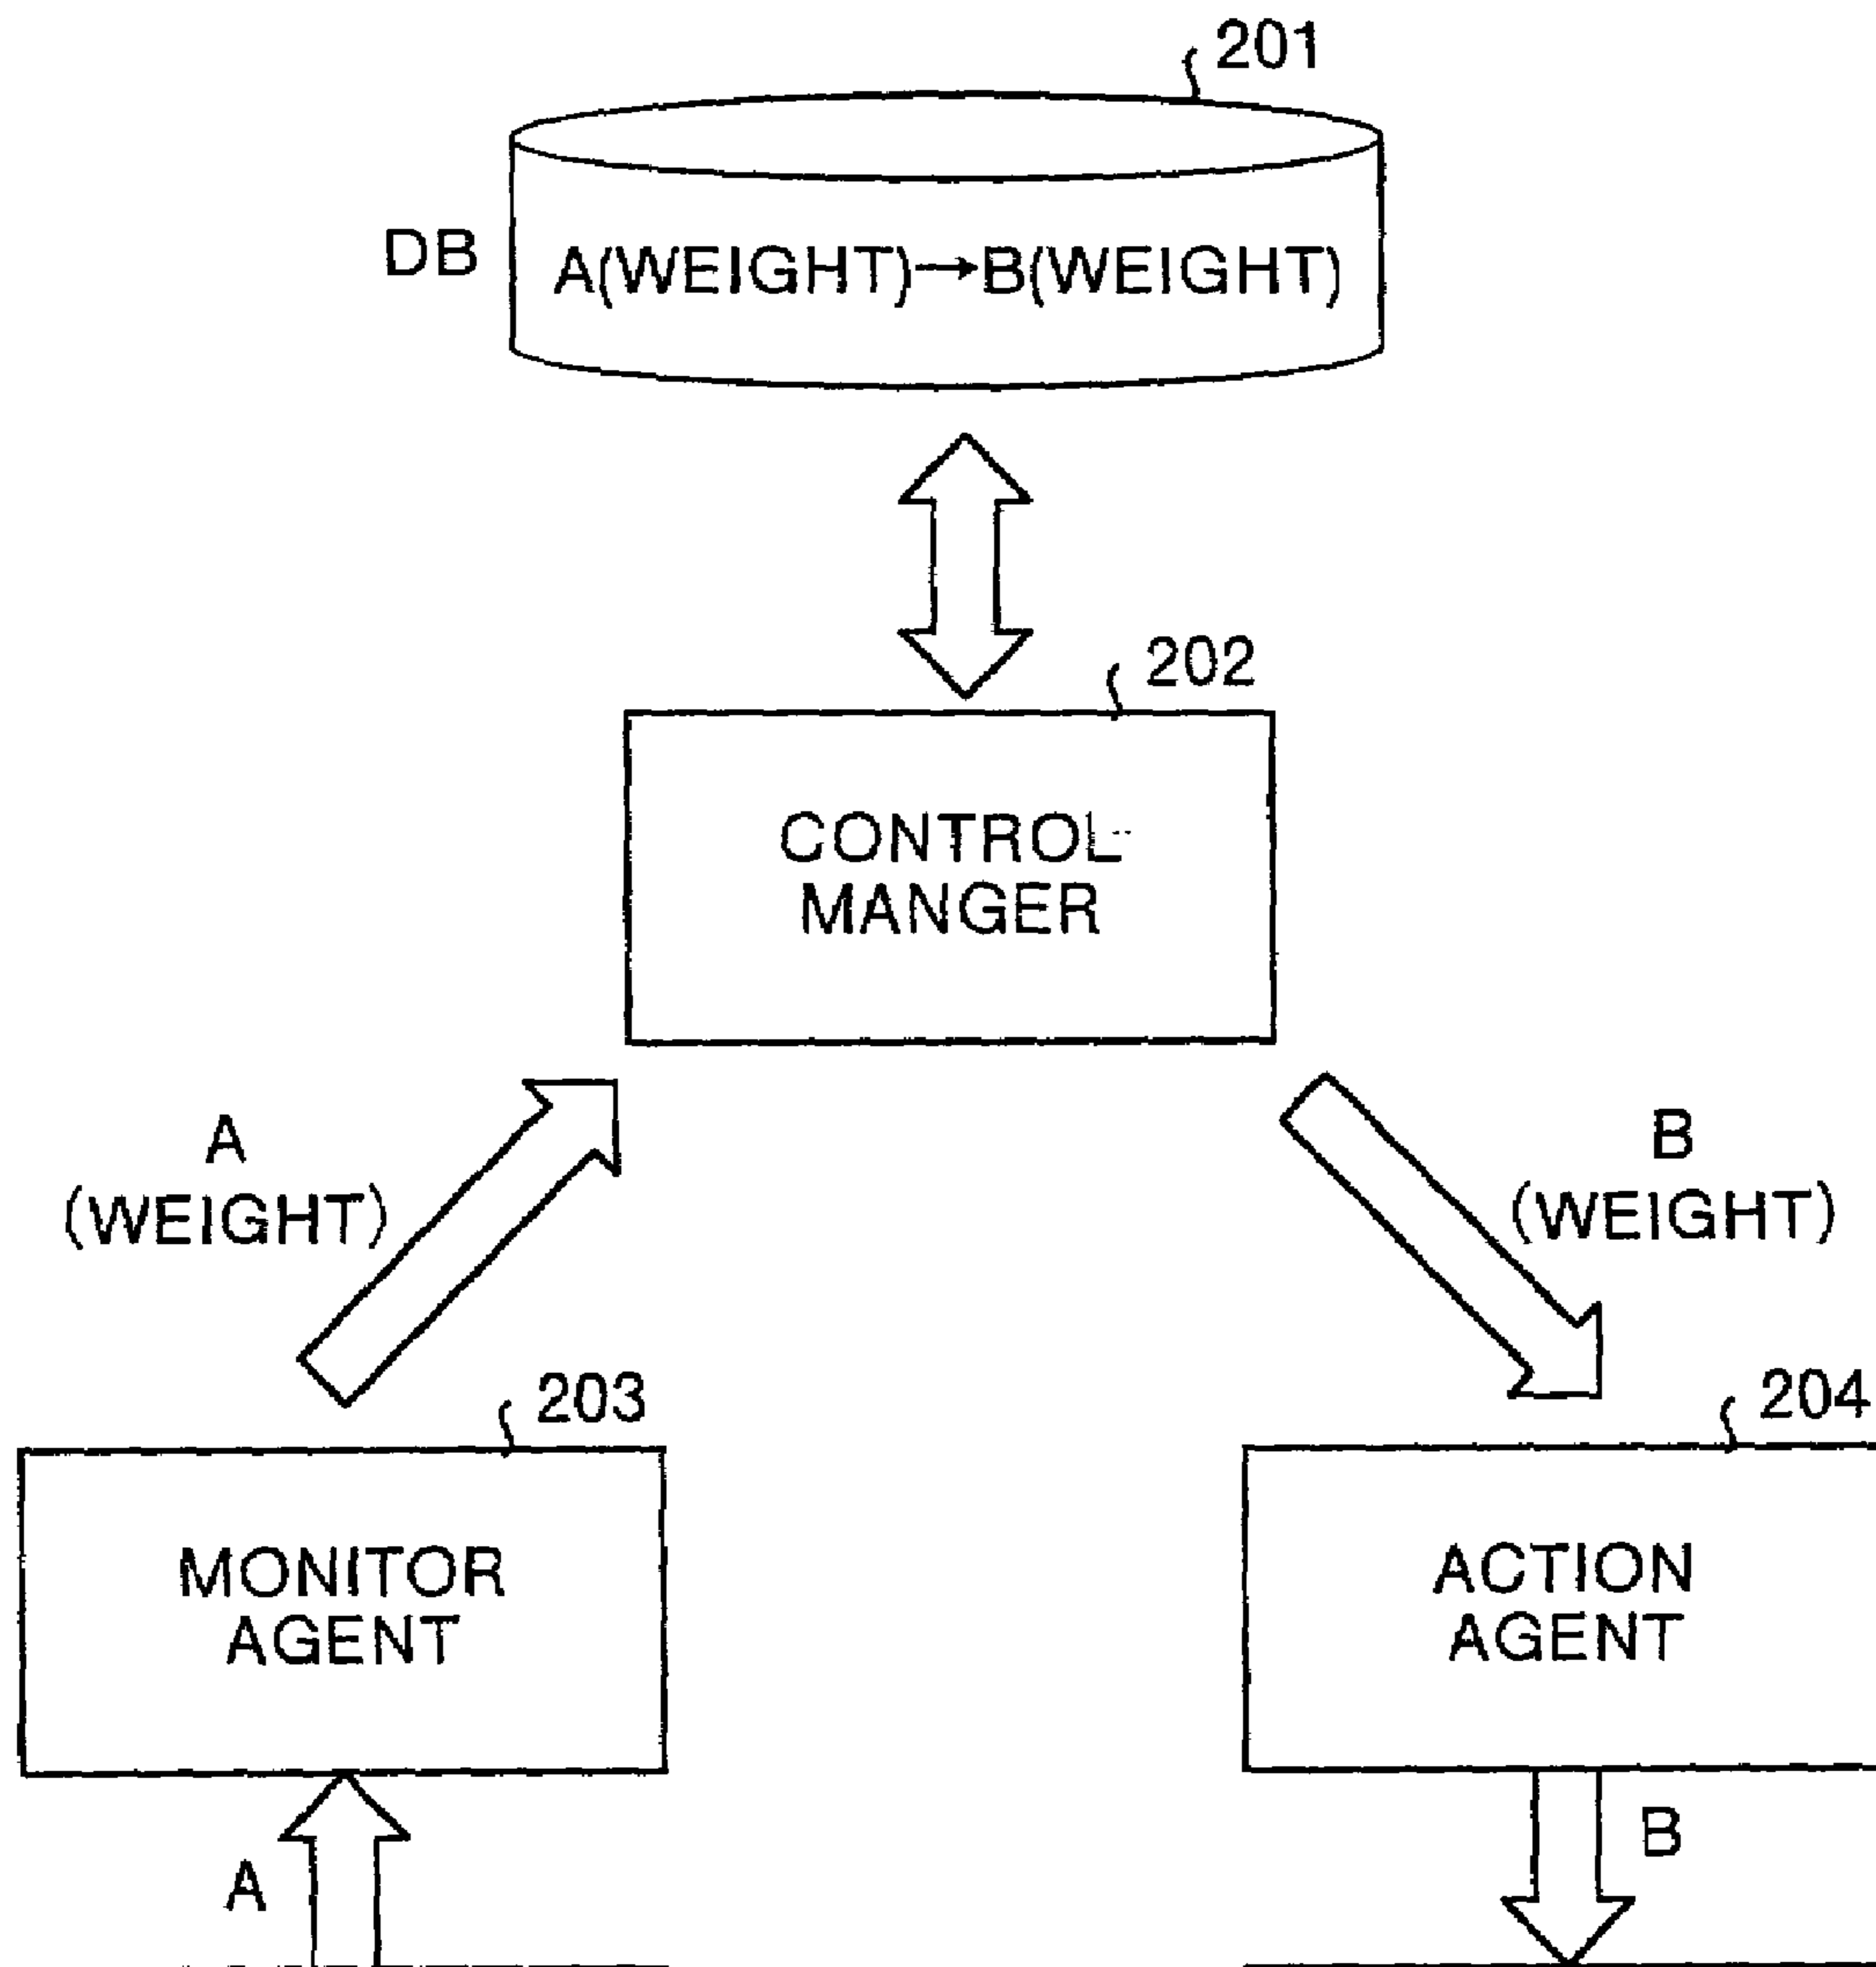 201
DB
A(WEIGHT)→B(WEIGHT)
202
CONTROL
MANGER
A
(WEIGHT)
B
(WEIGHT)
203
204
MONITOR
AGENT
ACTION
AGENT
A
B